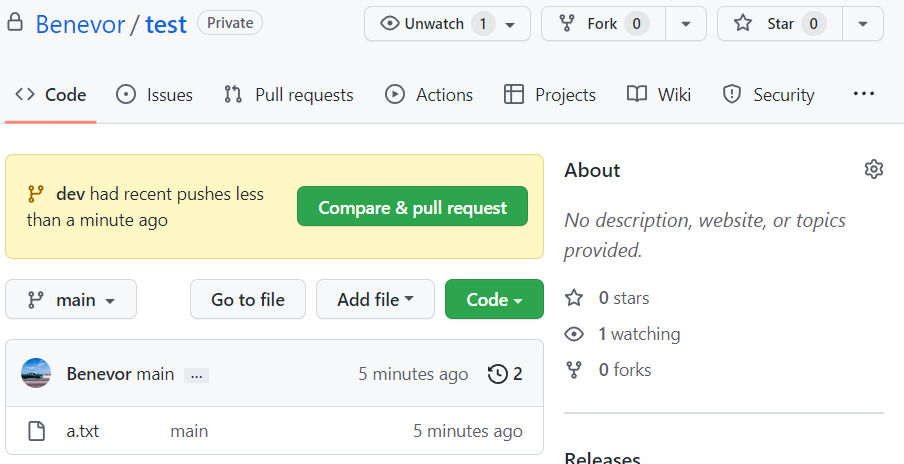 Benevor / test Private Unwatch 1 Fork 0 Star 0
Code Issues Pull requests Actions Projects Wiki Security ...
dev had recent pushes less
than a minute ago
Compare & pull request
main Go to file Add file Code
Benevor main ... 5 minutes ago 2
a.txt main 5 minutes ago
About
No description, website, or topics
provided.
0 stars
1 watching
0 forks
Releases